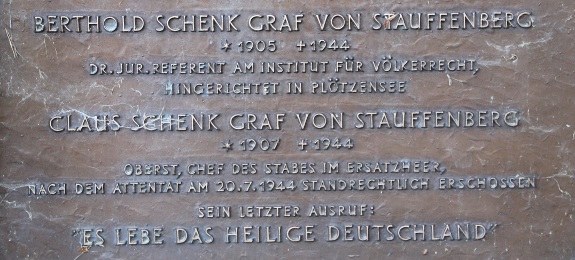 BERTHOLD SCHENK GRAF VON STAUFFENBERG
* 1905 +1944
DR. JUR. REFERENT AM INSTITUT FÜR VÖLKERRECHT,
HINGERICHTET IN PLÖTZENSEE
CLAUS SCHENK GRAF VON STAUFFENBERG
* 1907 +1944
OBERST, CHEF DES STABES IM ERSATZHEER,
NACH DEM ATTENTAT AM 20.7.1944 STANDRECHTLICH ERSCHOSSEN
SEIN LETZTER AUSRUF:
"ES LEBE DAS HEILIGE DEUTSCHLAND"